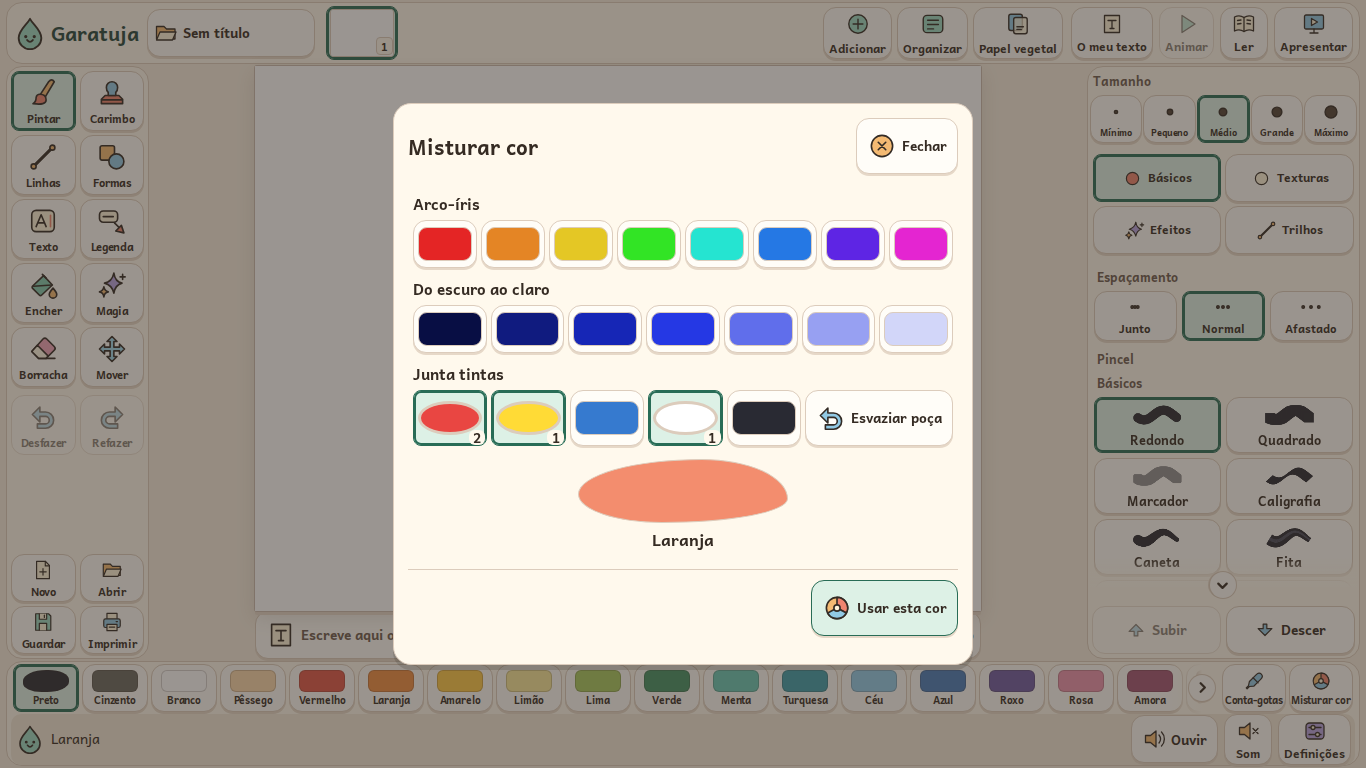 Garatuja
Sem título
1
Adicionar
Organizar
Papel vegetal
O meu texto
Animar
Ler
Apresentar
Pintar
Carimbo
Linhas
Formas
Texto
Legenda
Encher
Magia
Borracha
Mover
Desfazer
Refazer
Novo
Abrir
Guardar
Imprimir
Misturar cor
Fechar
Arco-íris
Do escuro ao claro
Junta tintas
2
1
1
Esvaziar poça
Laranja
Usar esta cor
Escreve aqui o
Tamanho
Mínimo
Pequeno
Médio
Grande
Máximo
Básicos
Texturas
Efeitos
Trilhos
Espaçamento
Junto
Normal
Afastado
Pincel
Básicos
Redondo
Quadrado
Marcador
Caligrafia
Caneta
Fita
Subir
Descer
Preto
Cinzento
Branco
Pêssego
Vermelho
Laranja
Amarelo
Limão
Lima
Verde
Menta
Turquesa
Céu
Azul
Roxo
Rosa
Amora
Conta-gotas
Misturar cor
Laranja
Ouvir
Som
Definições